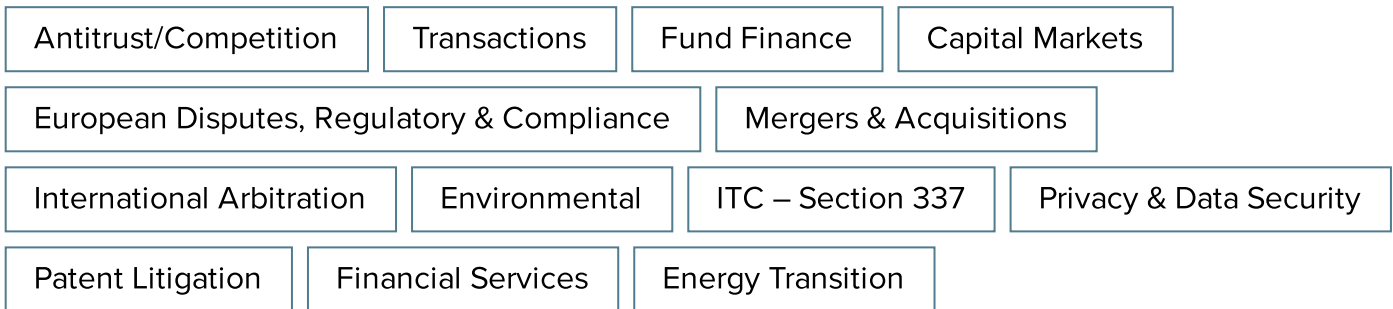 Antitrust/Competition Transactions Fund Finance Capital Markets
European Disputes, Regulatory & Compliance Mergers & Acquisitions
International Arbitration Environmental ITC – Section 337 Privacy & Data Security
Patent Litigation Financial Services Energy Transition